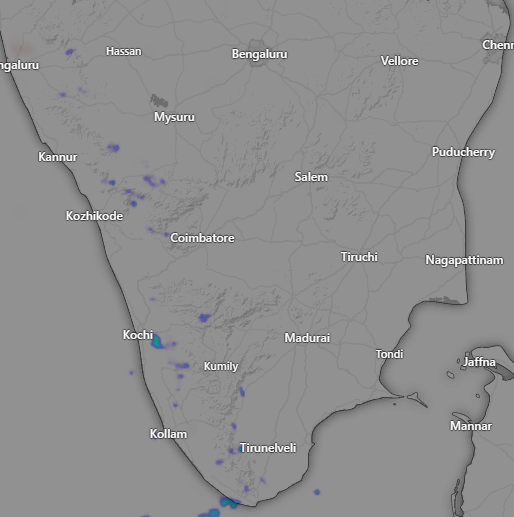 Chenn
Hassan
Bengaluru
Vellore
ngaluru
Mysuru
Puducherry
Kannur
Salem
Kozhikode
Coimbatore
Tiruchi
Nagapattinam
Kochi
Madurai
Tondi
Jaffna
Kumily
Mannar
Kollam
Tirunelveli